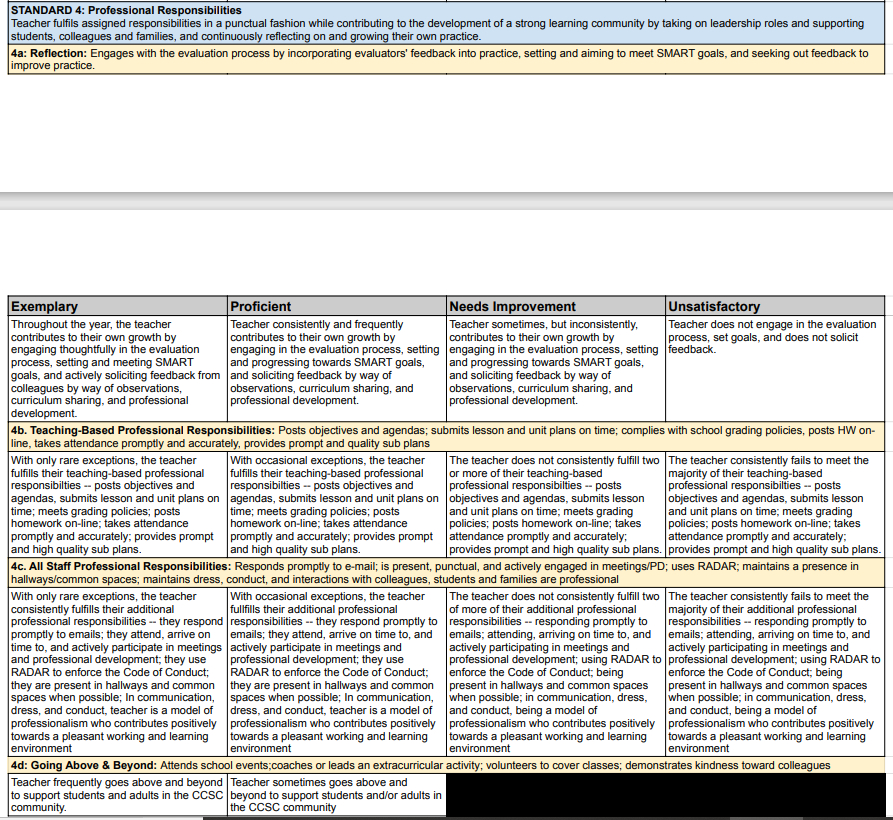 STANDARD 4: Professional Responsibilities
Teacher fulfils assigned responsibilities in a punctual fashion while contributing to the development of a strong learning community by taking on leadership roles and supporting
students, colleagues and families, and continuously reflecting on and growing their own practice.
4a: Reflection: Engages with the evaluation process by incorporating evaluators' feedback into practice, setting and aiming to meet SMART goals, and seeking out feedback to
improve practice.
Exemplary
Proficient
Needs Improvement
Unsatisfactory
Throughout the year, the teacher
contributes to their own growth by
engaging thoughtfully in the evaluation
process, setting and meeting SMART
goals, and actively soliciting feedback from
colleagues by way of observations,
curriculum sharing, and professional
development.
Teacher consistently and frequently
contributes to their own growth by
engaging in the evaluation process, setting
and progressing towards SMART goals,
and soliciting feedback by way of
observations, curriculum sharing, and
professional development.
Teacher sometimes, but inconsistently,
contributes to their own growth by
engaging in the evaluation process, setting
and progressing towards SMART goals,
and soliciting feedback by way of
observations, curriculum sharing, and
professional development.
Teacher does not engage in the evaluation
process, set goals, and does not solicit
feedback.
4b. Teaching-Based Professional Responsibilities: Posts objectives and agendas; submits lesson and unit plans on time; complies with school grading policies, posts HW on-
line, takes attendance promptly and accurately, provides prompt and quality sub plans
With only rare exceptions, the teacher
fulfills their teaching-based professional
responsibilties -- posts objectives and
agendas, submits lesson and unit plans on
time; meets grading policies; posts
homework on-line; takes attendance
promptly and accurately; provides prompt
and high quality sub plans.
With occasional exceptions, the teacher
fulfills their teaching-based professional
responsibilties -- posts objectives and
agendas, submits lesson and unit plans on
time; meets grading policies; posts
homework on-line; takes attendance
promptly and accurately; provides prompt
and high quality sub plans.
The teacher does not consistently fulfill two
or more of their teaching-based
professional responsibilties -- posts
objectives and agendas, submits lesson
and unit plans on time; meets grading
policies; posts homework on-line; takes
attendance promptly and accurately;
provides prompt and high quality sub plans.
The teacher consistently fails to meet the
majority of their teaching-based
professional responsibilties -- posts
objectives and agendas, submits lesson
and unit plans on time; meets grading
policies; posts homework on-line; takes
attendance promptly and accurately;
provides prompt and high quality sub plans.
4c. All Staff Professional Responsibilities: Responds promptly to e-mail; is present, punctual, and actively engaged in meetings/PD; uses RADAR; maintains a presence in
hallways/common spaces; maintains dress, conduct, and interactions with colleagues, students and families are professional
With only rare exceptions, the teacher
consistently fulfills their additional
professional responsibilities -- they respond
promptly to emails; they attend, arrive on
time to, and actively participate in meetings
and professional development; they use
RADAR to enforce the Code of Conduct;
they are present in hallways and common
spaces when possible; In communication,
dress, and conduct, teacher is a model of
professionalism who contributes positively
towards a pleasant working and learning
environment
With occasional exceptions, the teacher
fullfills their additional professional
responsibilities -- they respond promptly to
emails; they attend, arrive on time to, and
actively participate in meetings and
professional development; they use
RADAR to enforce the Code of Conduct;
they are present in hallways and common
spaces when possible; In communication,
dress, and conduct, teacher is a model of
professionalism who contributes positively
towards a pleasant working and learning
environment
The teacher does not consistently fulfill two
of more of their additional professional
responsibilities -- responding promptly to
emails; attending, arriving on time to, and
actively participating in meetings and
professional development; using RADAR to
enforce the Code of Conduct; being
present in hallways and common spaces
when possible; in communication, dress,
and conduct, being a model of
professionalism who contributes positively
towards a pleasant working and learning
environment
The teacher consistently fails to meet the
majority of their additional professional
responsibilities -- responding promptly to
emails; attending, arriving on time to, and
actively participating in meetings and
professional development; using RADAR to
enforce the Code of Conduct; being
present in hallways and common spaces
when possible; in communication, dress,
and conduct, being a model of
professionalism who contributes positively
towards a pleasant working and learning
environment
4d: Going Above & Beyond: Attends school events;coaches or leads an extracurricular activity; volunteers to cover classes; demonstrates kindness toward colleagues
Teacher frequently goes above and beyond
to support students and adults in the CCSC
community.
Teacher sometimes goes above and
beyond to support students and/or adults in
the CCSC community